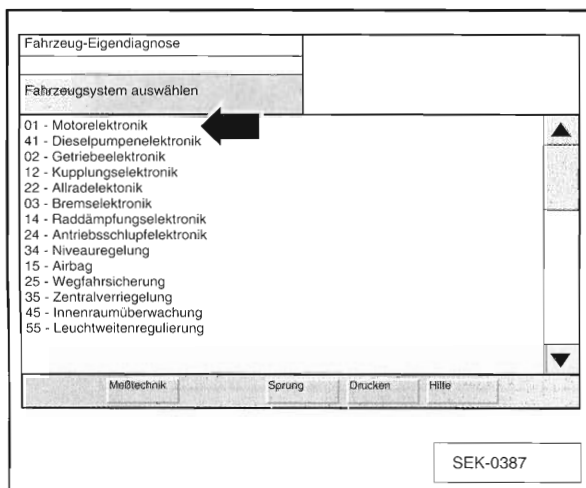 Fahrzeug-Eigendiagnose
Fahrzeugsystem auswählen
01 - Motorelektronik
41 - Dieselpumpenelektronik
02 - Getriebeelektronik
12 - Kupplungselektronik
22 - Allradelektonik
03 - Bremselektronik
14 - Raddämpfungselektronik
24 - Antriebsschlupfelektronik
34 - Niveauregelung
15 - Airbag
25 - Wegfahrsicherung
35 - Zentralverriegelung
45 - Innenraumüberwachung
55 - Leuchtweitenregulierung
Meßtechnik Sprung Drucken Hilfe
SEK-0387